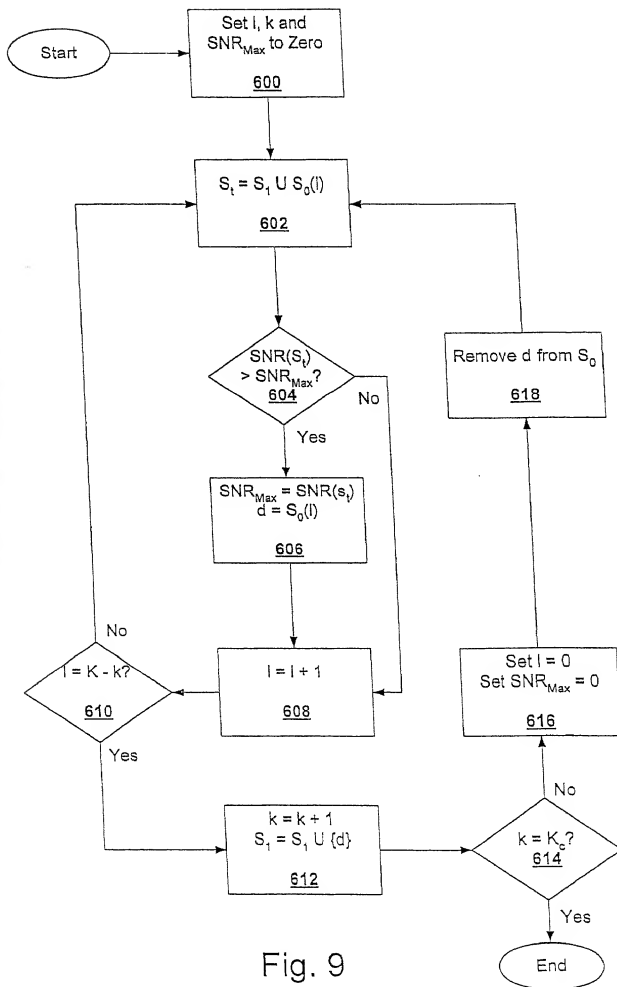 Start
Set l, k and
SNR_Max to Zero
600
S_t = S_1 U S_0(l)
602
SNR(S_t)
> SNR_Max?
604
No
Yes
Remove d from S_0
618
SNR_Max = SNR(s_t)
d = S_0(l)
606
No
l = K - k?
610
Yes
l = l + 1
608
Set l = 0
Set SNR_Max = 0
616
No
k = k + 1
S_1 = S_1 U {d}
612
k = K_c?
614
Yes
End
Fig. 9